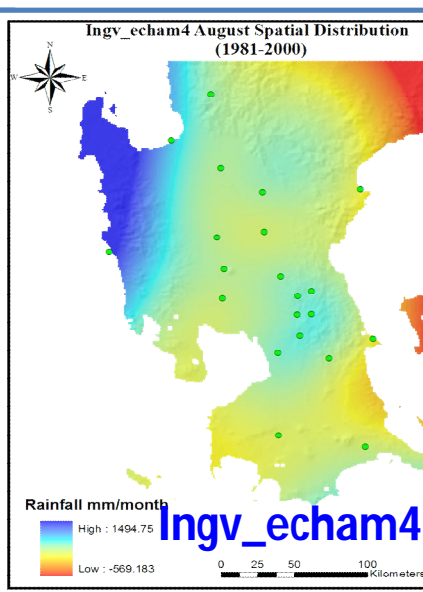 Ingv_echam4 August Spatial Distribution
(1981-2000)
N
W E
S
Rainfall mm/month
High : 1494.75
Low : -569.183
Ingv_echam4
0 25 50 100
Kilometers